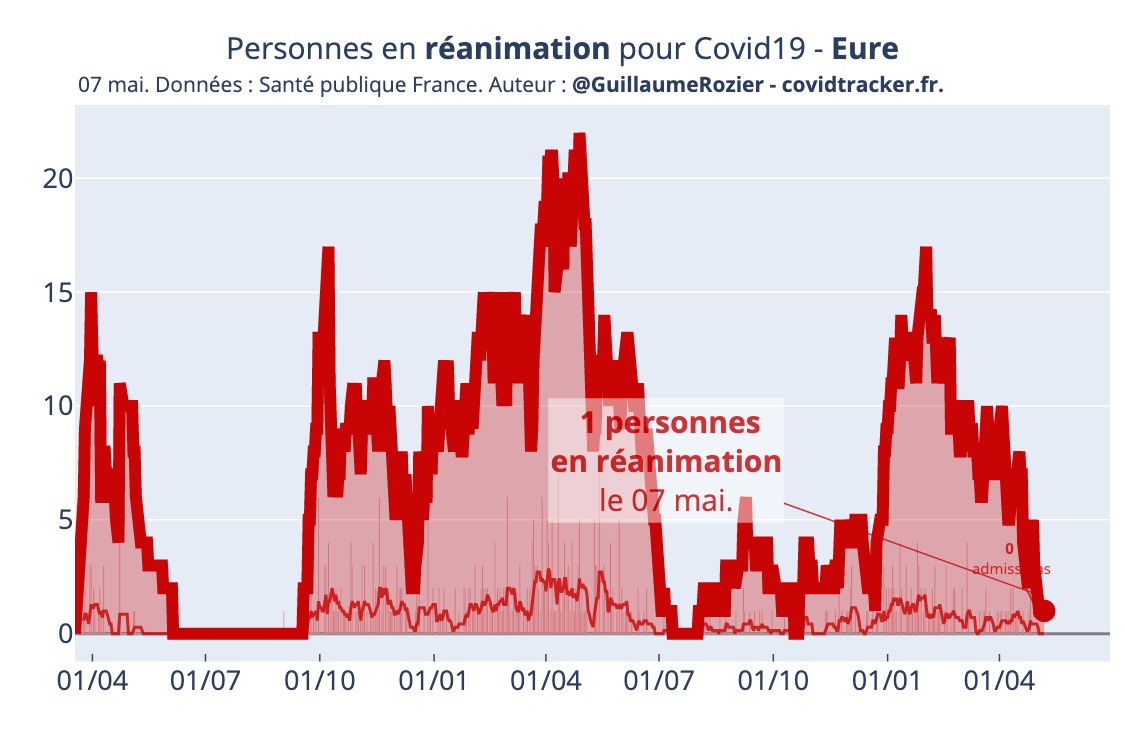 Personnes en réanimation pour Covid19 - Eure
07 mai. Données : Santé publique France. Auteur : @GuillaumeRozier - covidtracker.fr.
20
15
10
5
0
1 personnes
en réanimation
le 07 mai.
0
admissions
01/04 01/07 01/10 01/01 01/04 01/07 01/10 01/01 01/04